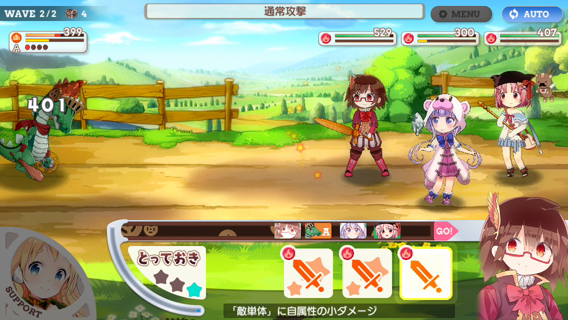 WAVE 2/2 4
通常攻撃
MENU
AUTO
399
A
529
300
407
401
A
GO!
とっておき
SUPPORT
「敵単体」に自属性の小ダメージ